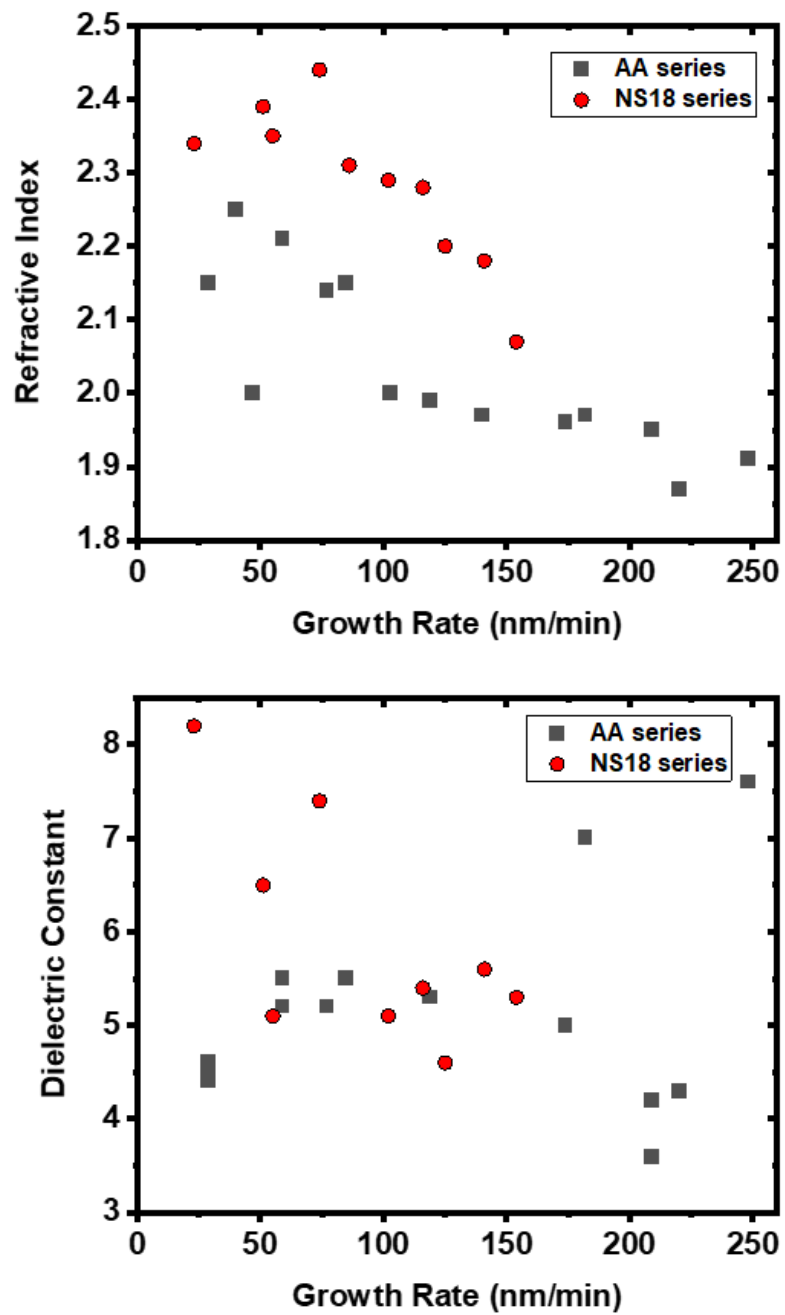 2.5
2.4
2.3
2.2
2.1
2.0
1.9
1.8
Refractive Index
AA series
NS18 series
0 50 100 150 200 250
Growth Rate (nm/min)
8
7
6
5
4
3
Dielectric Constant
AA series
NS18 series
0 50 100 150 200 250
Growth Rate (nm/min)